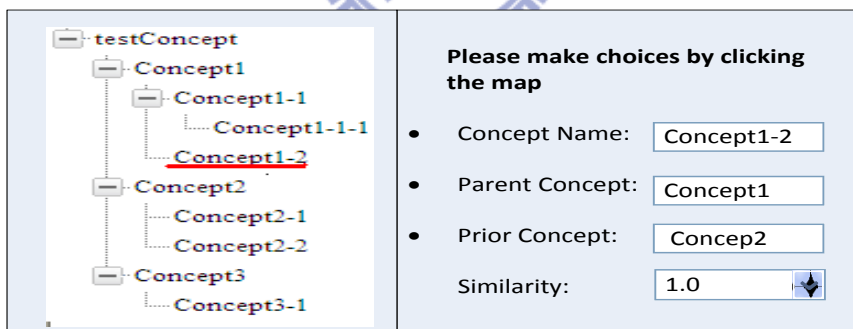 testConcept
Concept1
Concept1-1
Concept1-1-1
Concept1-2
Concept2
Concept2-1
Concept2-2
Concept3
Concept3-1
Please make choices by clicking
the map
• Concept Name: Concept1-2
• Parent Concept: Concept1
• Prior Concept: Concep2
Similarity: 1.0